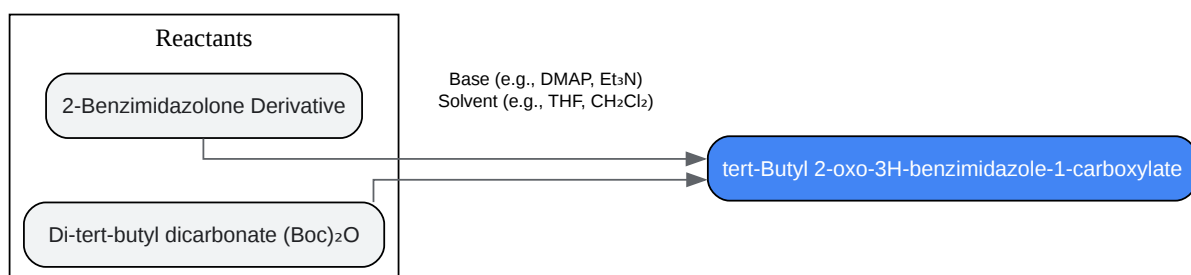 Reactants
2-Benzimidazolone Derivative
Base (e.g., DMAP, Et₃N)
Solvent (e.g., THF, CH₂Cl₂)
tert-Butyl 2-oxo-3H-benzimidazole-1-carboxylate
Di-tert-butyl dicarbonate (Boc)₂O